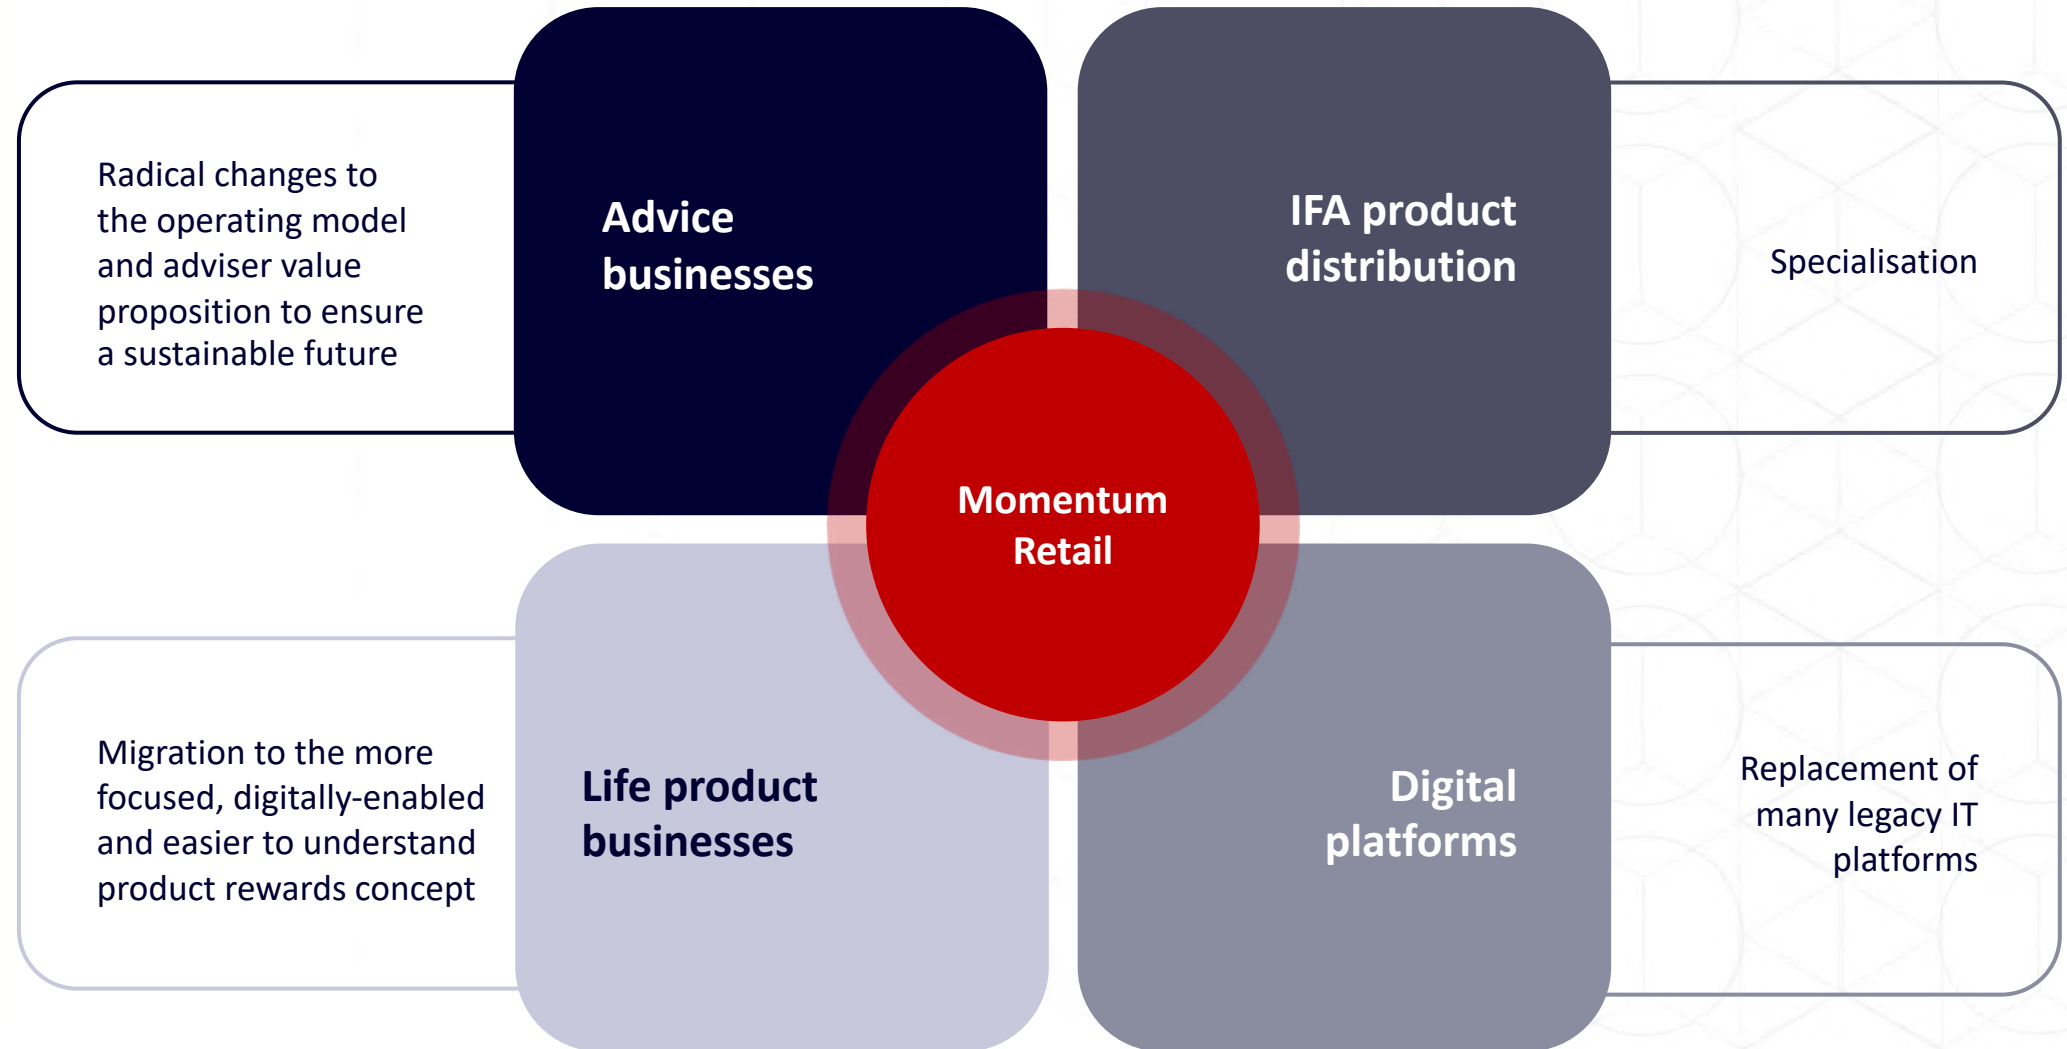 Radical changes to
the operating model
and adviser value
proposition to ensure
a sustainable future
Advice
businesses
IFA product
distribution
Specialisation
Momentum
Retail
Migration to the more
focused, digitally-enabled
and easier to understand
product rewards concept
Life product
businesses
Digital
platforms
Replacement of
many legacy IT
platforms